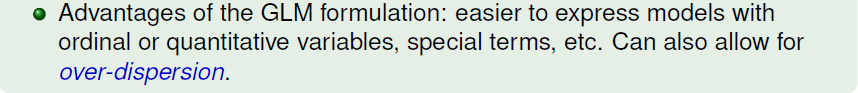 Advantages of the GLM formulation: easier to express models with
ordinal or quantitative variables, special terms, etc. Can also allow for
over-dispersion.